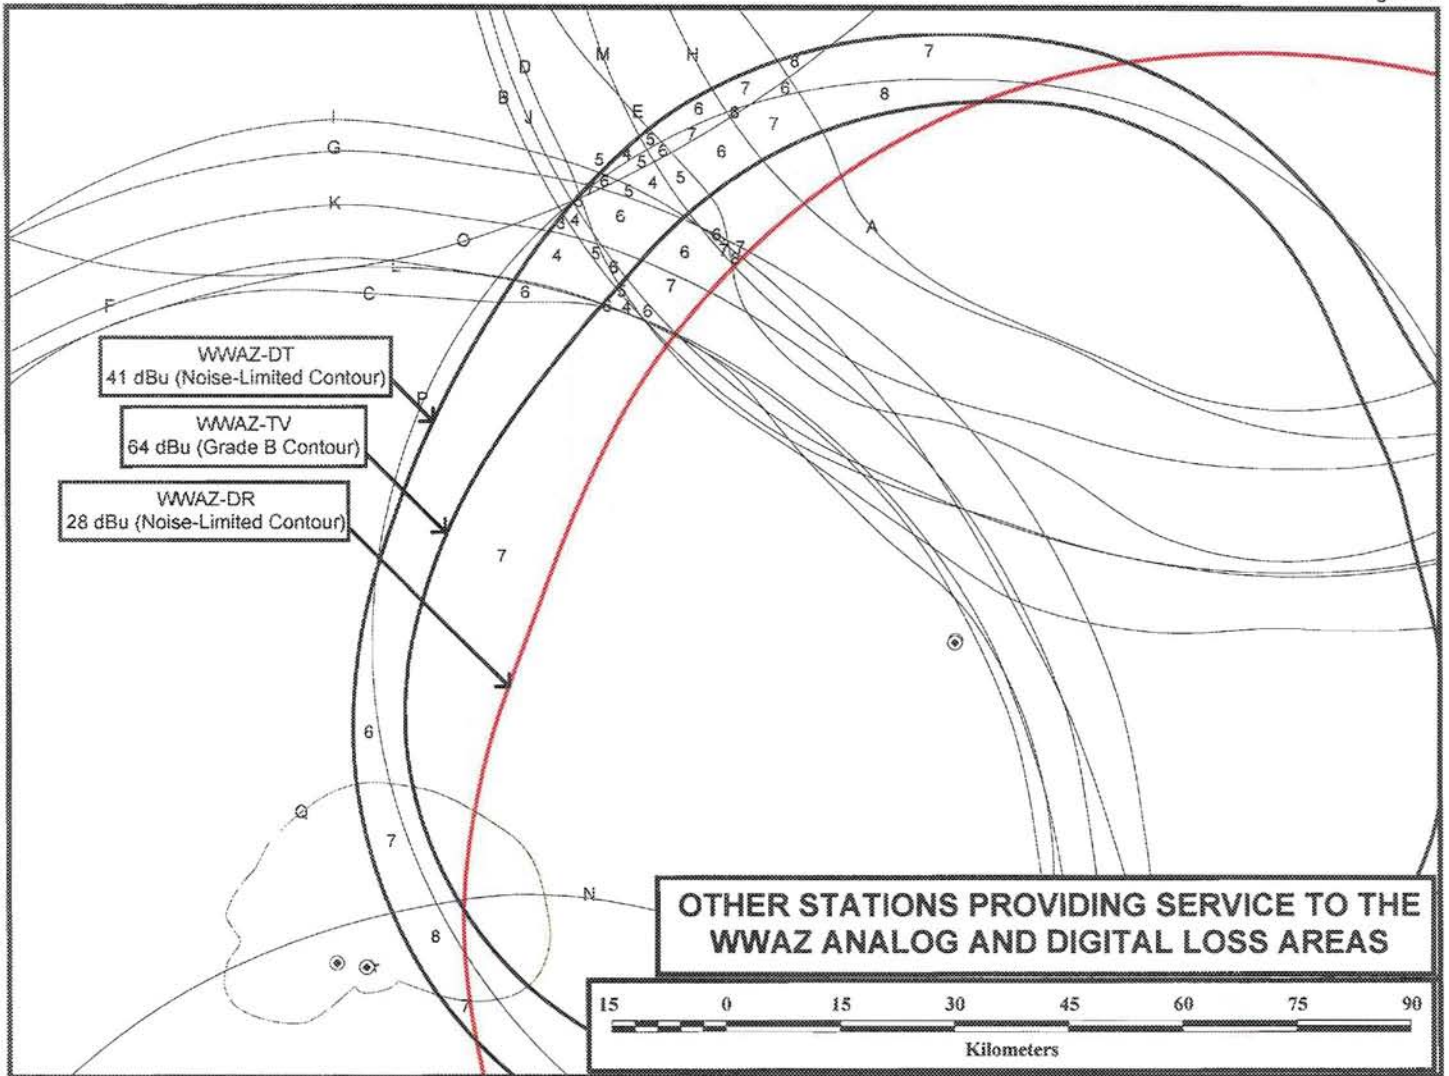 7
8
M
H
D
7
6
8
B
E
6
8
J
7
I
5
7
G
5
4
6
6
5
6
4
5
7
5
K
6
3
4
A
O
6
4
5
6
7
7
8
L
6
7
F
C
6
5
4
6
WWAZ-DT
41 dBu (Noise-Limited Contour)
P
WWAZ-TV
64 dBu (Grade B Contour)
WWAZ-DR
28 dBu (Noise-Limited Contour)
7
6
Q
7
N
8
7
OTHER STATIONS PROVIDING SERVICE TO THE
WWAZ ANALOG AND DIGITAL LOSS AREAS
15 0 15 30 45 60 75 90
Kilometers